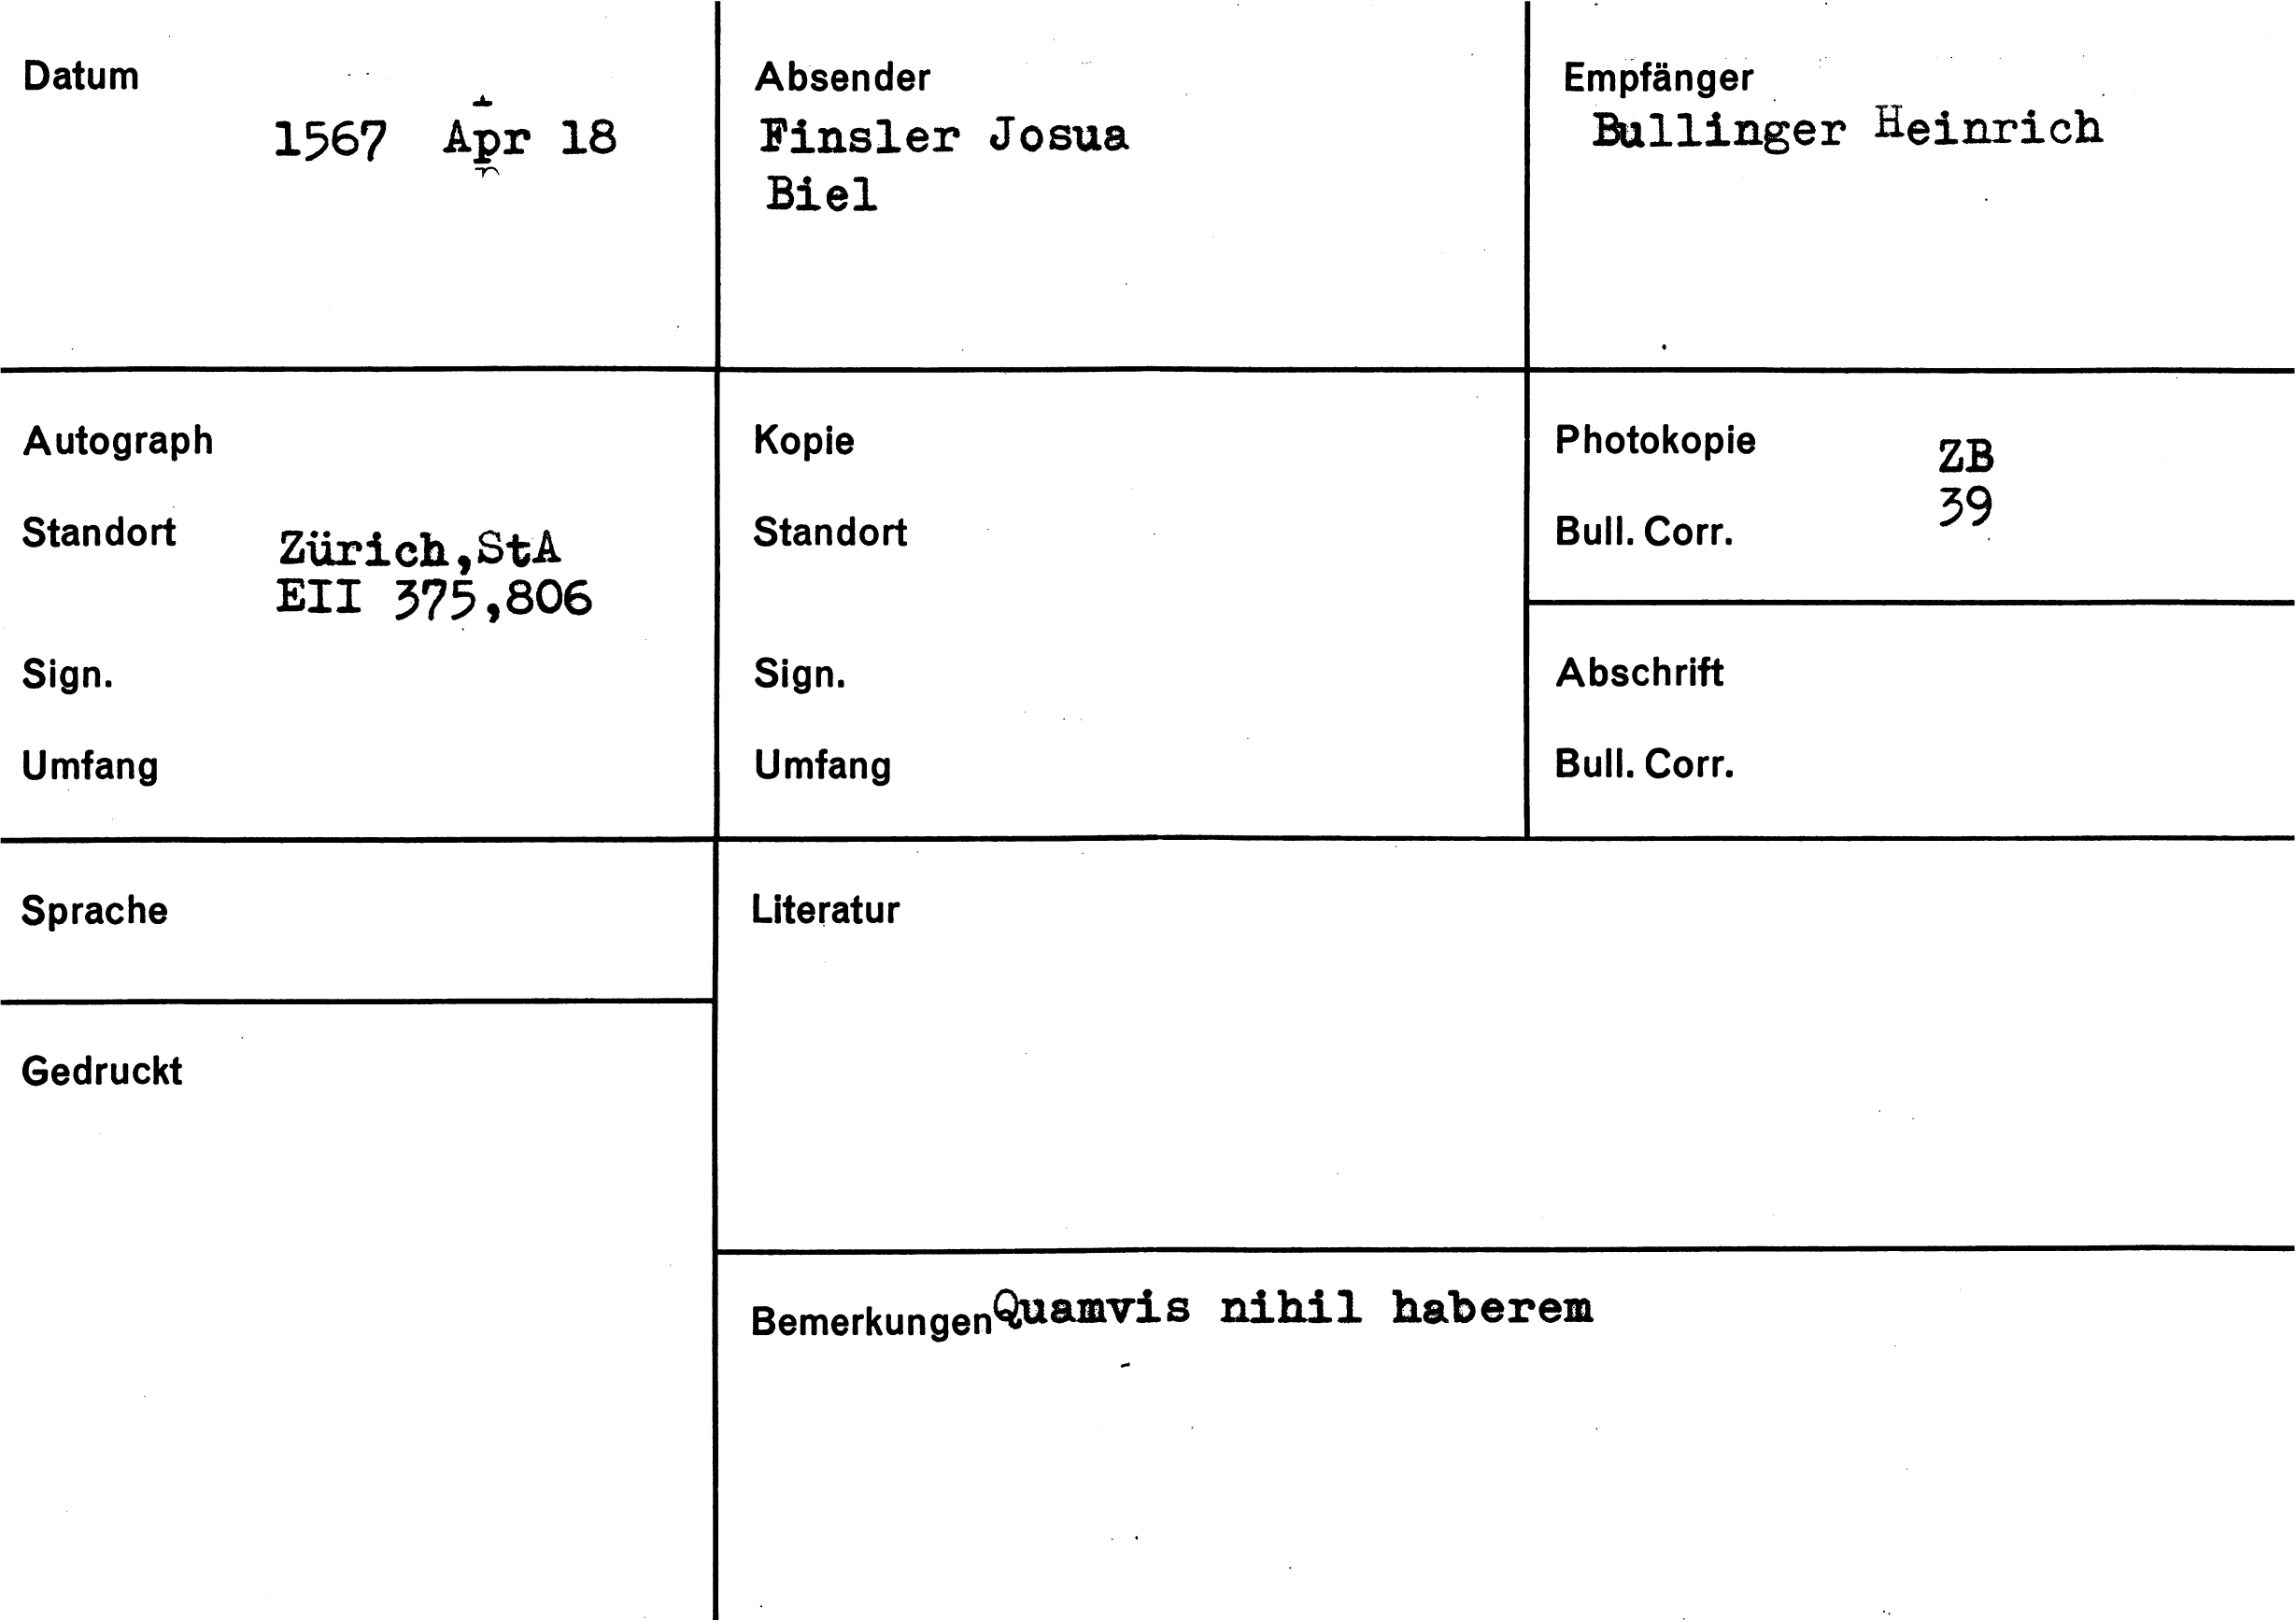 Datum
1567 Apr 18
Absender
Finsler Josua
Biel
Empfänger
Bullinger Heinrich
Autograph
Standort
Zürich,StA
EII 375,806
Sign.
Umfang
Kopie
Standort
Sign.
Umfang
Photokopie ZB
Bull. Corr. 39
Abschrift
Bull. Corr.
Sprache
Gedruckt
Literatur
Bemerkungen Quamvis nihil haberem